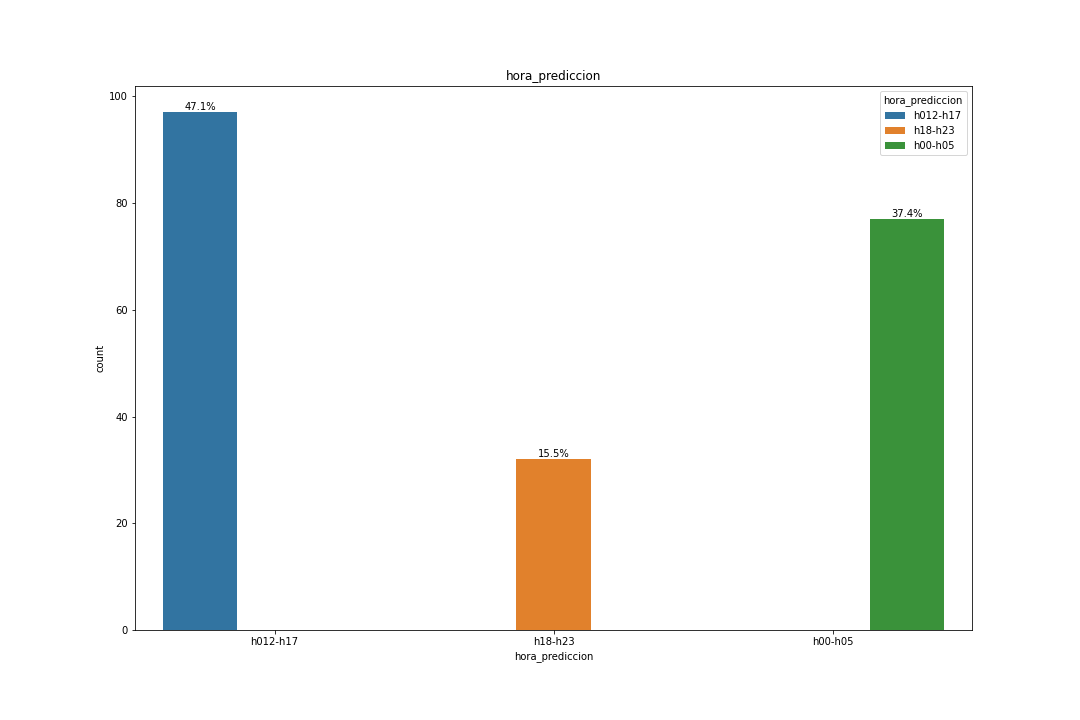 hora_prediccion
100
80
60
40
20
0
count
47.1%
15.5%
37.4%
hora_prediccion
h012-h17
h18-h23
h00-h05
h012-h17
h18-h23
h00-h05
hora_prediccion